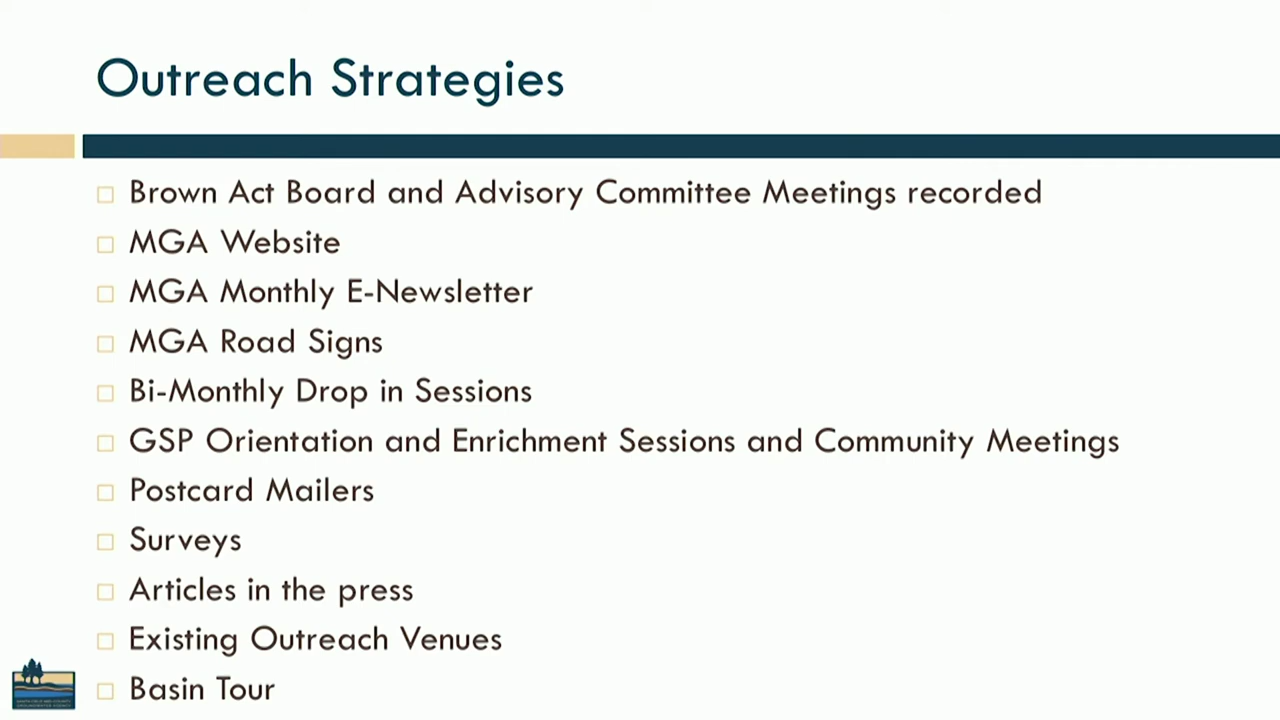 Outreach Strategies
Brown Act Board and Advisory Committee Meetings recorded
MGA Website
MGA Monthly E-Newsletter
MGA Road Signs
Bi-Monthly Drop in Sessions
GSP Orientation and Enrichment Sessions and Community Meetings
Postcard Mailers
Surveys
Articles in the press
Existing Outreach Venues
Basin Tour